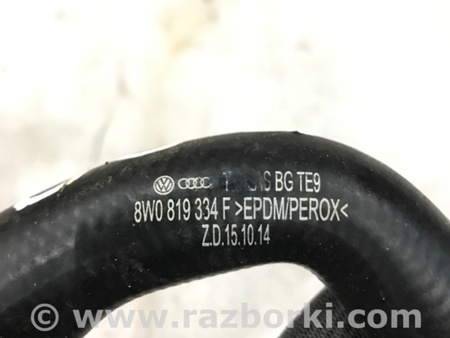 BG TE9
8W0 819 334 F >EPDM/PEROX<
Z.D.15.10.14
© www.razborki.com